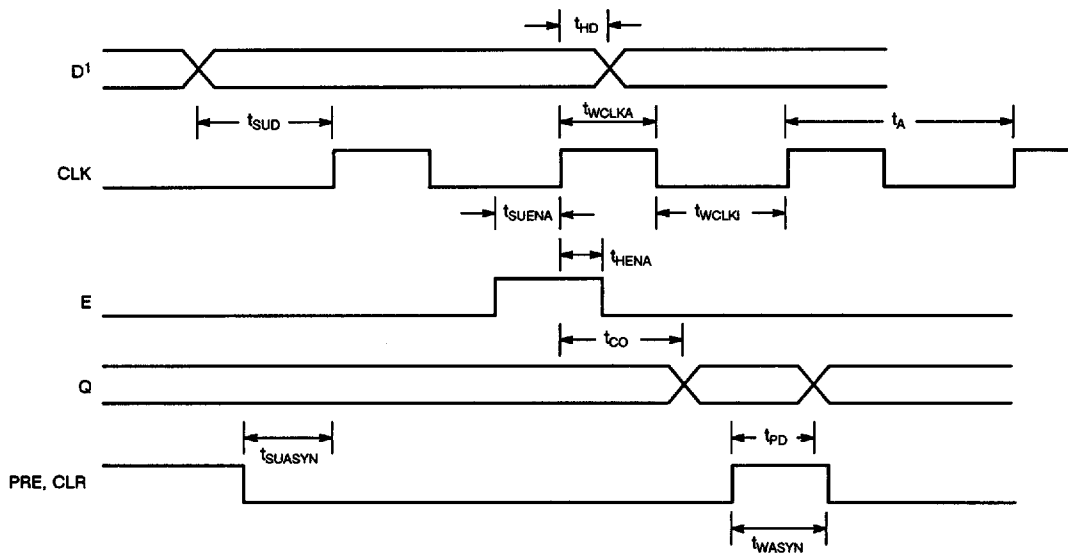 tHD
D1
tSUD
tWCLKA
tA
CLK
tSUENA
tWCLKI
tHENA
E
tCO
Q
tSUASYN
tPD
PRE, CLR
tWASYN